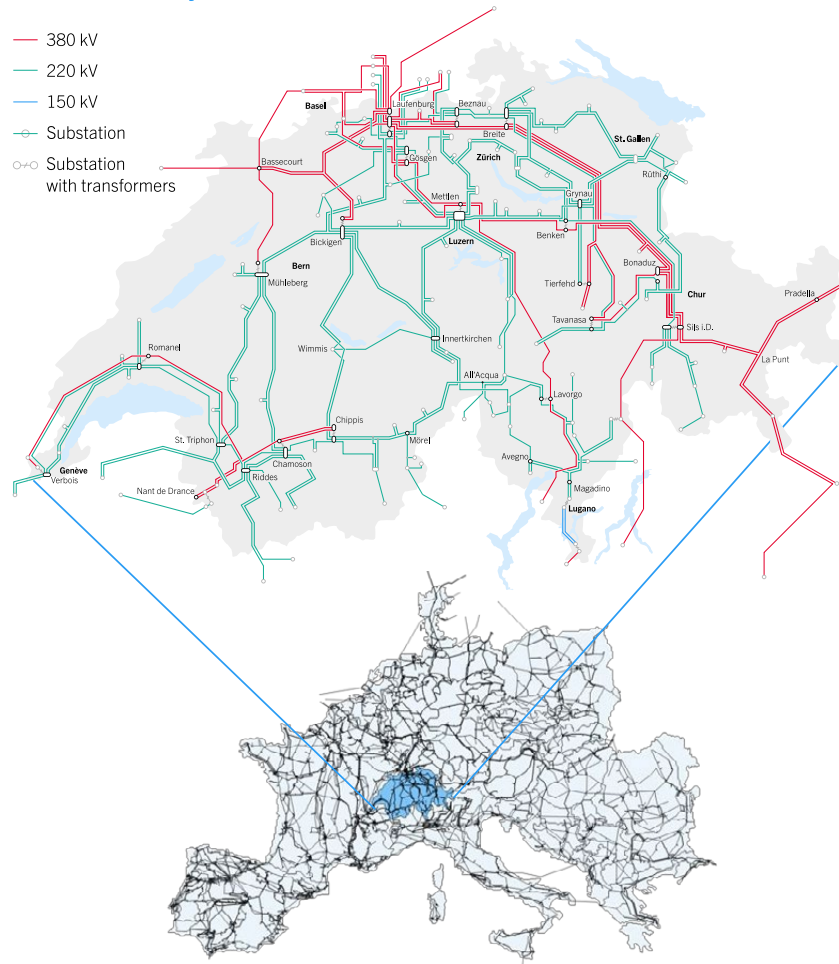 380 kV
220 kV
150 kV
Substation
Substation
with transformers
Basel
Laufenburg
Beznau
Breite
St. Gallen
Bassecourt
Gösgen
Zürich
Rüthi
Mettlen
Grynau
Bickigen
Luzern
Benken
Bern
Mühleberg
Bonaduz
Tierfehd
Chur
Pradella
Tavanasa
Sils i.D.
Innertkirchen
Wimmis
Romanel
La Punt
All'Acqua
Lavorgo
Chippis
St. Triphon
Mörel
Chamoson
Avegno
Genève
Verbois
Riddes
Nant de Drance
Magadino
Lugano